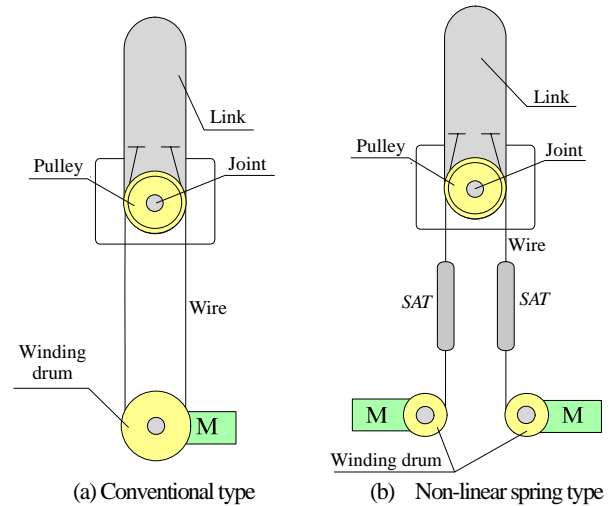 Link
Pulley
Joint
Wire
Winding
drum
M
(a) Conventional type
Link
Pulley
Joint
Wire
SAT
SAT
M
M
Winding drum
(b) Non-linear spring type